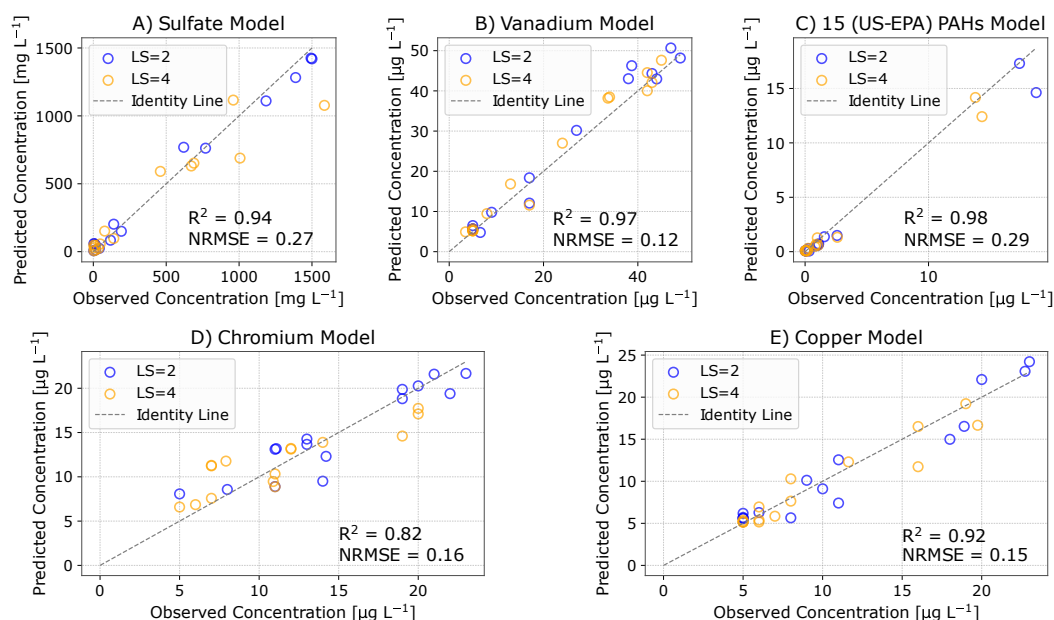 A) Sulfate Model
Predicted Concentration [mg L⁻¹]
1500
1000
500
0
LS=2
LS=4
Identity Line
R² = 0.94
NRMSE = 0.27
0 500 1000 1500
Observed Concentration [mg L⁻¹]
B) Vanadium Model
Predicted Concentration [µg L⁻¹]
50
40
30
20
10
0
LS=2
LS=4
Identity Line
R² = 0.97
NRMSE = 0.12
0 20 40
Observed Concentration [µg L⁻¹]
C) 15 (US-EPA) PAHs Model
Predicted Concentration [µg L⁻¹]
15
10
5
0
LS=2
LS=4
Identity Line
R² = 0.98
NRMSE = 0.29
0 10
Observed Concentration [µg L⁻¹]
D) Chromium Model
Predicted Concentration [µg L⁻¹]
20
15
10
5
0
LS=2
LS=4
Identity Line
R² = 0.82
NRMSE = 0.16
0 5 10 15 20
Observed Concentration [µg L⁻¹]
E) Copper Model
Predicted Concentration [µg L⁻¹]
25
20
15
10
5
0
LS=2
LS=4
Identity Line
R² = 0.92
NRMSE = 0.15
0 5 10 15 20
Observed Concentration [µg L⁻¹]